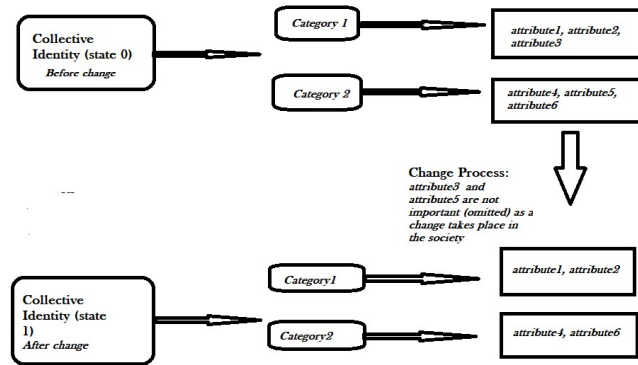 Collective
Identity (state 0)
Before change
Category 1
attribute1, attribute2,
attribute3
Category 2
attribute4, attribute5,
attribute6
Change Process:
attribute3 and
attribute5 are not
important (omitted) as a
change takes place in
the society
Collective
Identity (state
1)
After change
Category1
attribute1, attribute2
Category2
attribute4, attribute6